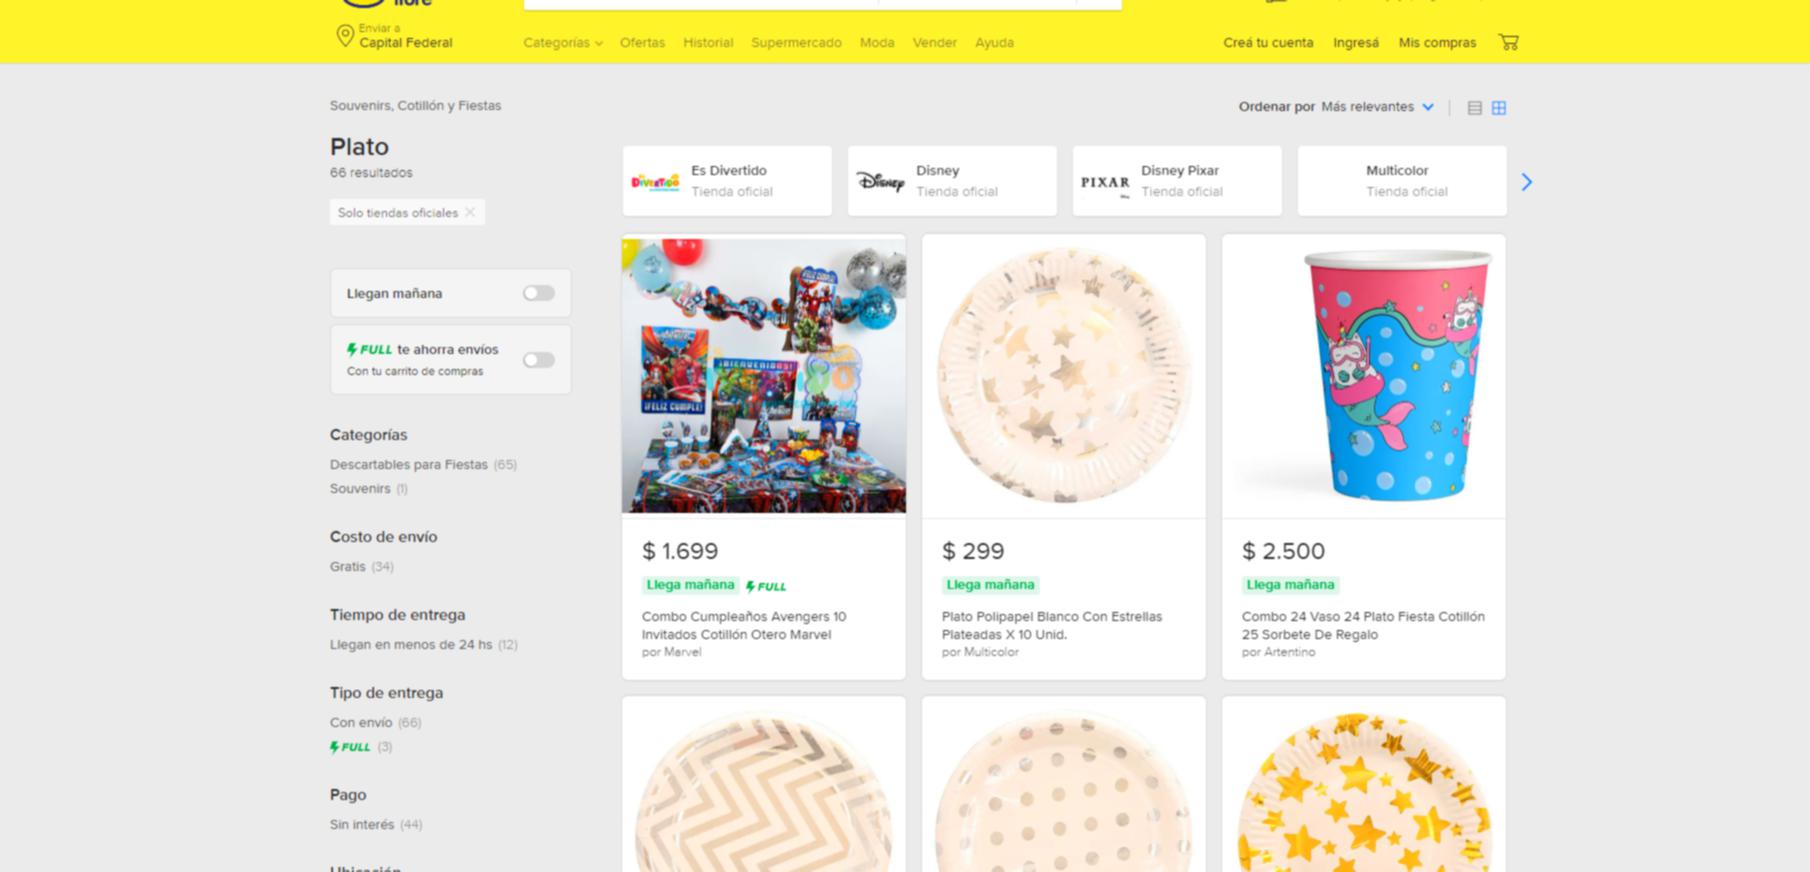 Enviar a
Capital Federal
Categorías
Ofertas
Historial
Supermercado
Moda
Vender
Ayuda
Creá tu cuenta
Ingresá
Mis compras
Souvenirs, Cotillón y Fiestas
Ordenar por Más relevantes
Plato
66 resultados
Solo tiendas oficiales
DIVERTIDO
Es Divertido
Tienda oficial
Disney
Disney
Tienda oficial
PIXAR
Disney Pixar
Tienda oficial
Multicolor
Tienda oficial
Llegan mañana
FULL te ahorra envíos
Con tu carrito de compras
Categorías
Descartables para Fiestas (65)
Souvenirs (1)
Costo de envío
Gratis (34)
Tiempo de entrega
Llegan en menos de 24 hs (12)
Tipo de entrega
Con envío (66)
FULL (3)
Pago
Sin interés (44)
¡BIENVENIDOS!
¡FELIZ CUMPLE!
$ 1.699
Llega mañana FULL
Combo Cumpleaños Avengers 10
Invitados Cotillón Otero Marvel
por Marvel
$ 299
Llega mañana
Plato Polipapel Blanco Con Estrellas
Plateadas X 10 Unid.
por Multicolor
$ 2.500
Llega mañana
Combo 24 Vaso 24 Plato Fiesta Cotillón
25 Sorbete De Regalo
por Artentino